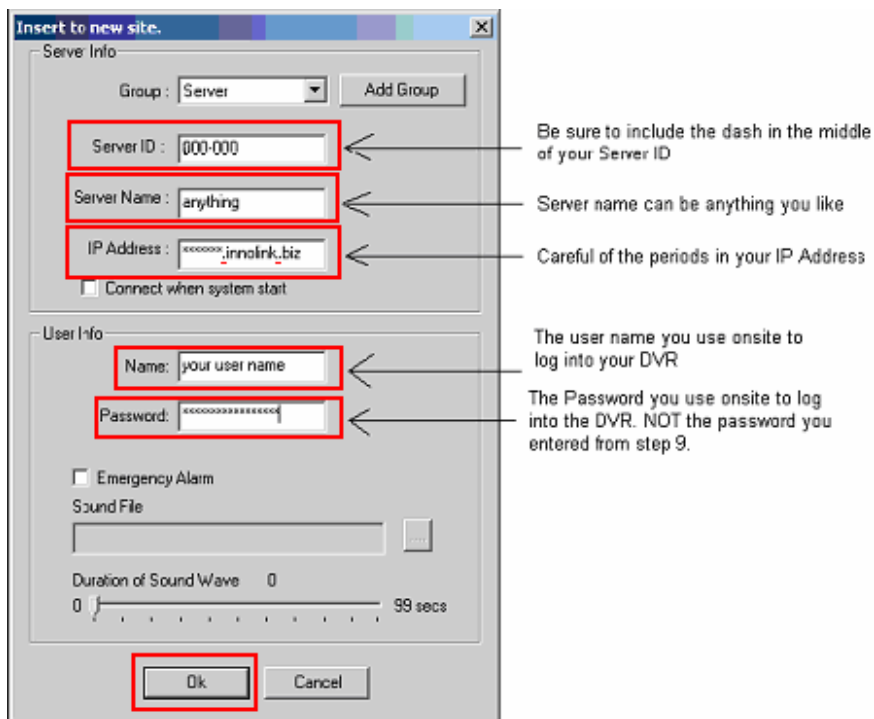 Insert to new site.
Server Info
Group : Server
Add Group
Server ID : 000-000
Be sure to include the dash in the middle
of your Server ID
Server Name : anything
Server name can be anything you like
IP Address : *******.innolink.biz
Careful of the periods in your IP Address
Connect when system start
User Info
Name: your user name
The user name you use onsite to
log into your DVR
Password: ****************
The Password you use onsite to log
into the DVR. NOT the password you
entered from step 9.
Emergency Alarm
Sound File
....
Duration of Sound Wave 0
0 99 secs
Ok Cancel